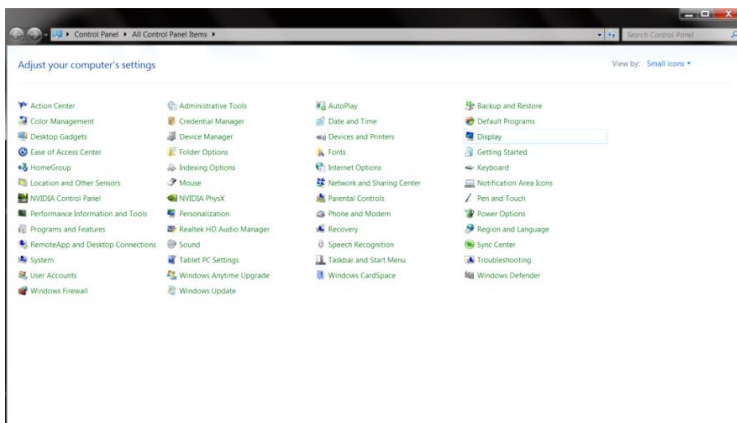 Control Panel ▸ All Control Panel Items ▸
Search Control Panel
Adjust your computer's settings
View by: Small icons
Action Center
Administrative Tools
AutoPlay
Backup and Restore
Color Management
Credential Manager
Date and Time
Default Programs
Desktop Gadgets
Device Manager
Devices and Printers
Display
Ease of Access Center
Folder Options
Fonts
Getting Started
HomeGroup
Indexing Options
Internet Options
Keyboard
Location and Other Sensors
Mouse
Network and Sharing Center
Notification Area Icons
NVIDIA Control Panel
NVIDIA PhysX
Parental Controls
Pen and Touch
Performance Information and Tools
Personalization
Phone and Modem
Power Options
Programs and Features
Realtek HD Audio Manager
Recovery
Region and Language
RemoteApp and Desktop Connections
Sound
Speech Recognition
Sync Center
System
Tablet PC Settings
Taskbar and Start Menu
Troubleshooting
User Accounts
Windows Anytime Upgrade
Windows CardSpace
Windows Defender
Windows Firewall
Windows Update